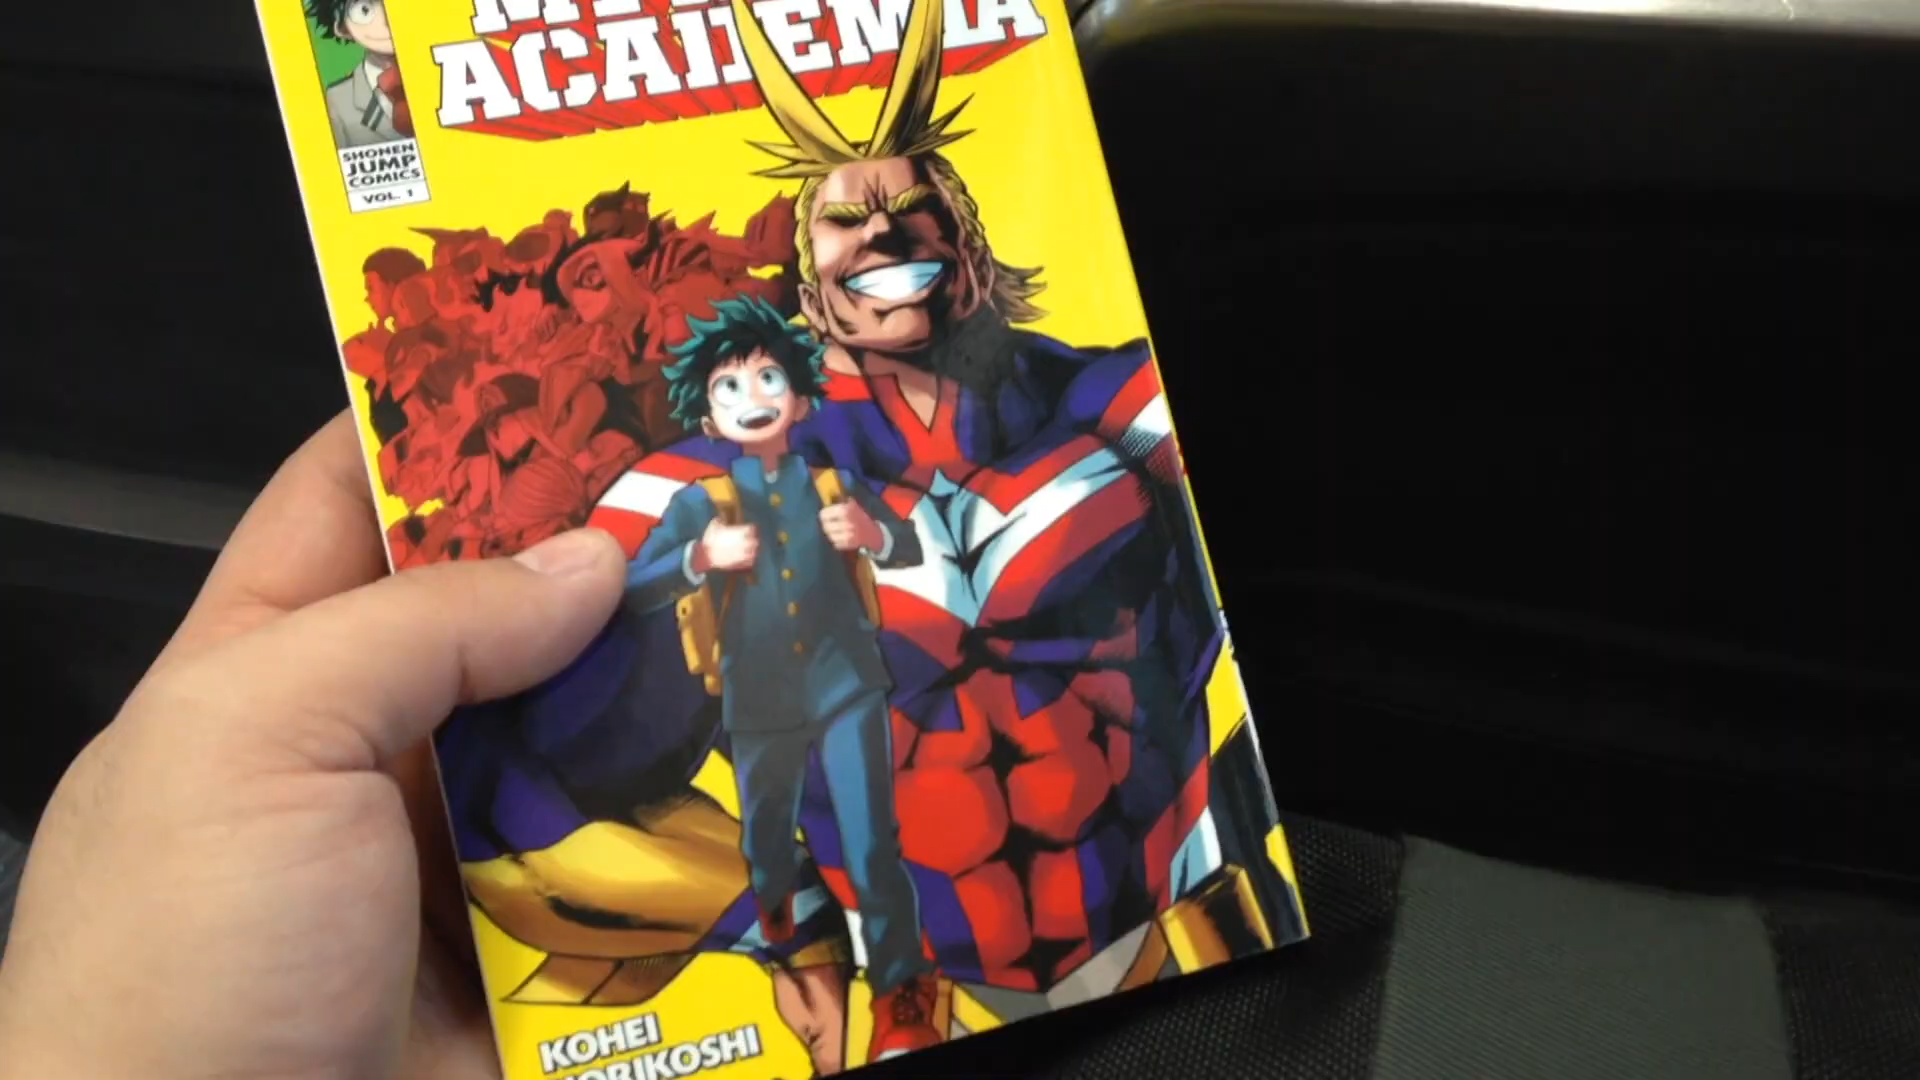 ACADEMIA
SHONEN
JUMP
COMICS
VOL. 1
KOHEI
HORIKOSHI